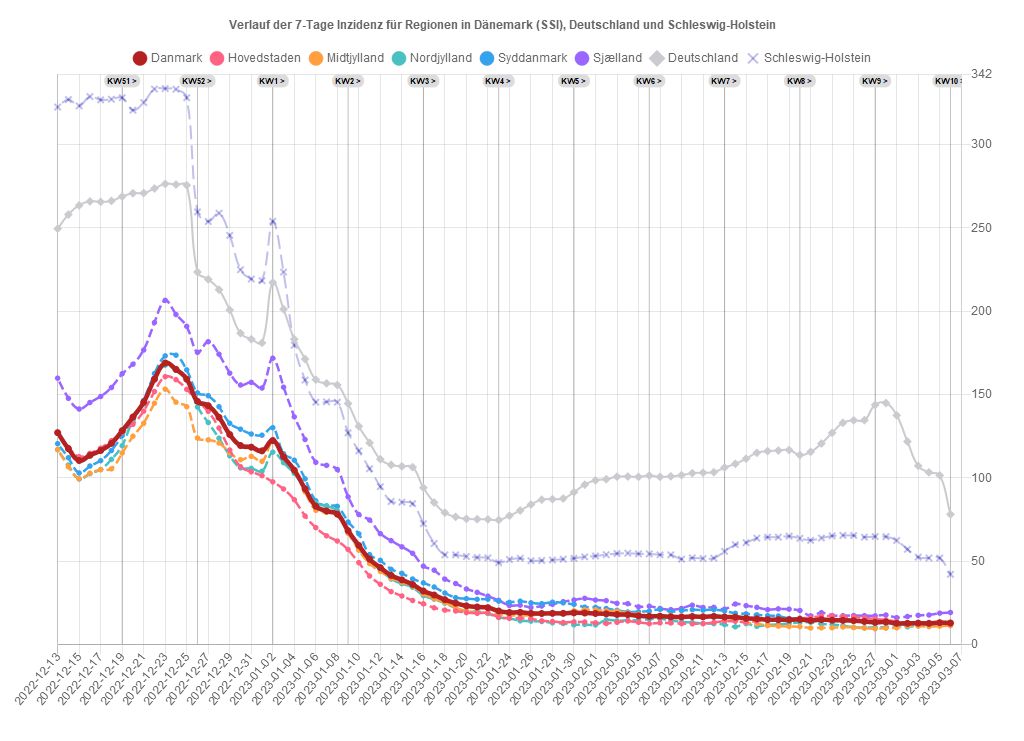 Verlauf der 7-Tage Inzidenz für Regionen in Dänemark (SSI), Deutschland und Schleswig-Holstein
Danmark Hovedstaden Midtjylland Nordjylland Syddanmark Sjælland Deutschland Schleswig-Holstein
KW51 > KW52 > KW1 > KW2 > KW3 > KW4 > KW5 > KW6 > KW7 > KW8 > KW9 > KW10 >
342
300
250
200
150
100
50
0
2022-12-13 2022-12-15 2022-12-17 2022-12-19 2022-12-21 2022-12-23 2022-12-25 2022-12-27 2022-12-29 2022-12-31 2023-01-02 2023-01-04 2023-01-06 2023-01-08 2023-01-10 2023-01-12 2023-01-14 2023-01-16 2023-01-18 2023-01-20 2023-01-22 2023-01-24 2023-01-26 2023-01-28 2023-01-30 2023-02-01 2023-02-03 2023-02-05 2023-02-07 2023-02-09 2023-02-11 2023-02-13 2023-02-15 2023-02-17 2023-02-19 2023-02-21 2023-02-23 2023-02-25 2023-02-27 2023-03-01 2023-03-03 2023-03-05 2023-03-07